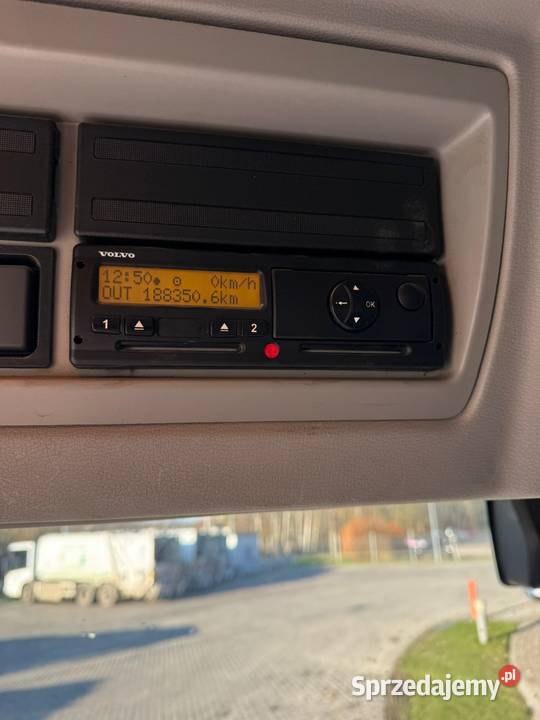 VOLVO
12:50 0km/h
OUT 188350.6km
1 2
OK
Sprzedajemy.pl